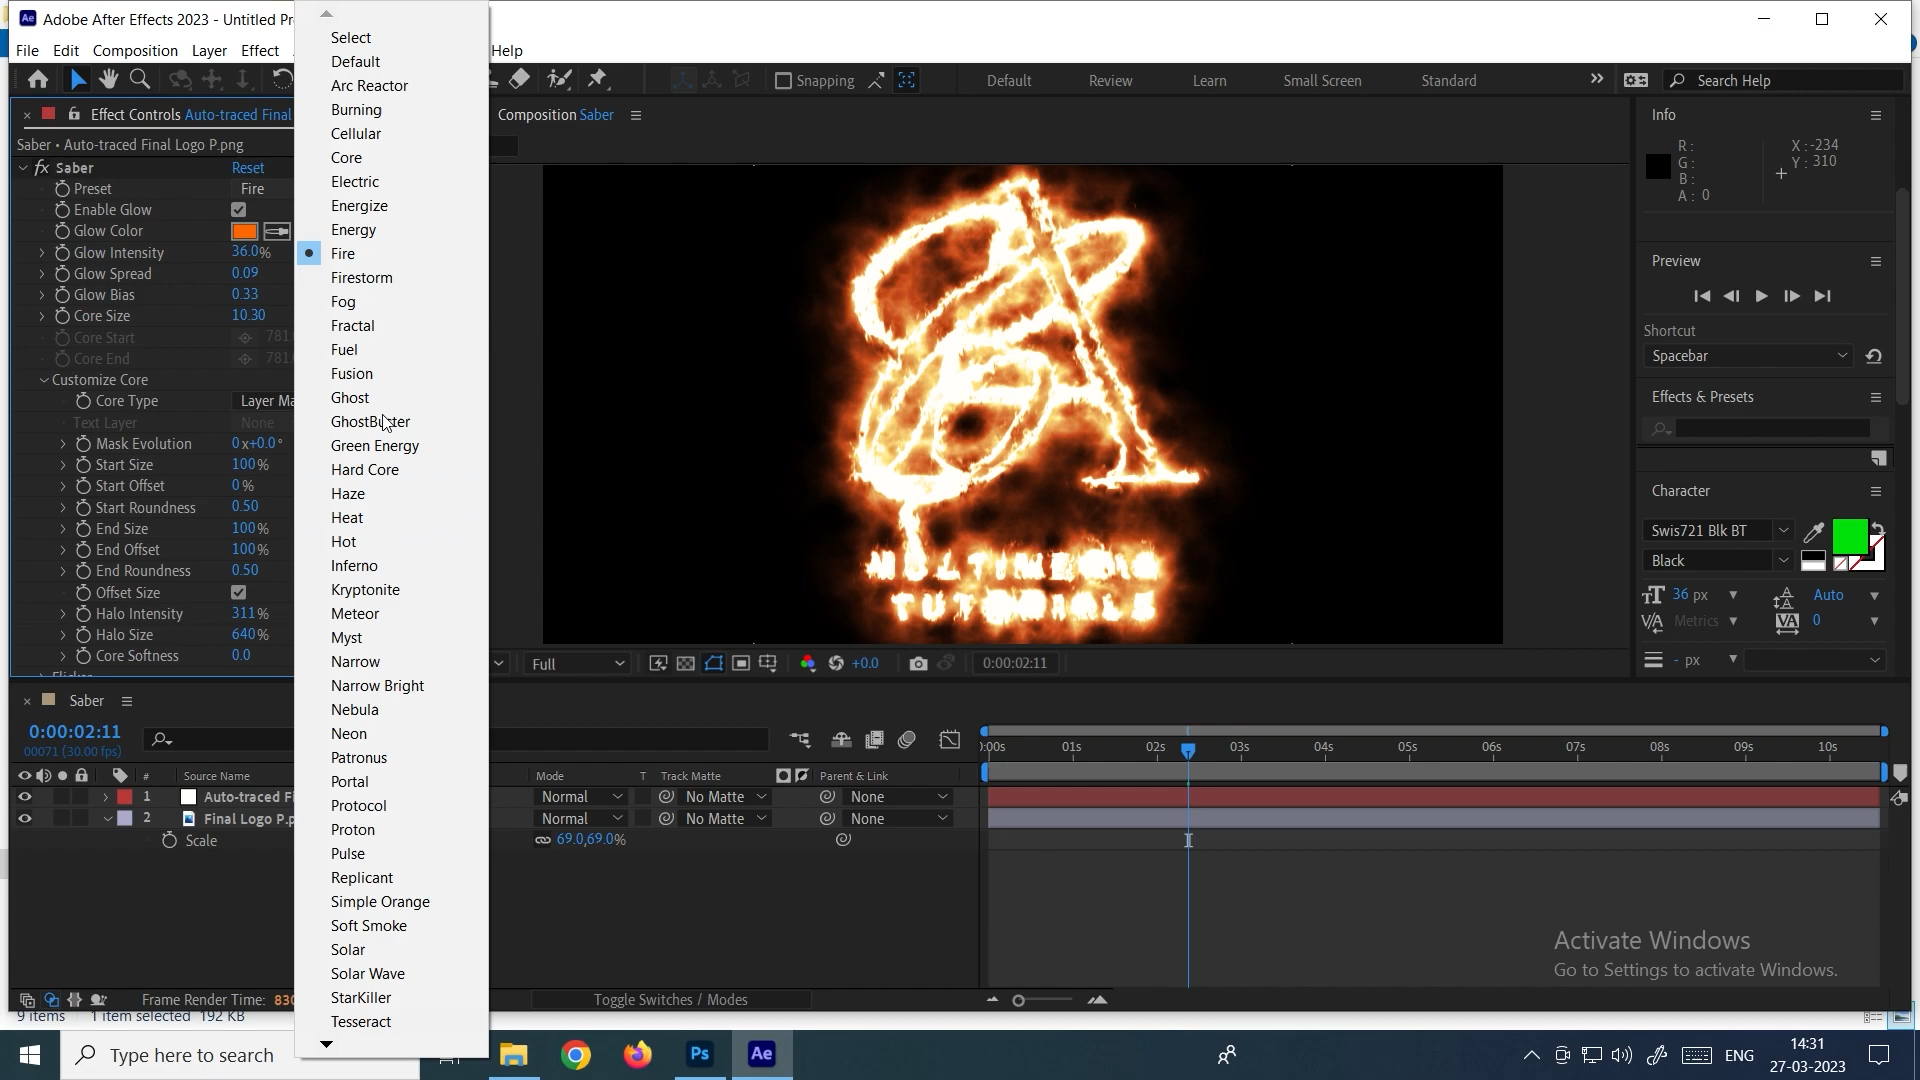 Adobe After Effects 2023 - Untitled Pr
File Edit Composition Layer Effect Help
Snapping
Default
Review
Learn
Small Screen
Standard
Search Help
Effect Controls Auto-traced Final
Saber • Auto-traced Final Logo P.png
fx Saber Reset
Preset Fire
Enable Glow
Glow Color
Glow Intensity 36.0%
Glow Spread 0.09
Glow Bias 0.33
Core Size 10.30
Core Start 781.
Core End 781.
Customize Core
Core Type Layer Ma
Text Layer None
Mask Evolution 0x+0.0°
Start Size 100%
Start Offset 0%
Start Roundness 0.50
End Size 100%
End Offset 100%
End Roundness 0.50
Offset Size
Halo Intensity 311%
Halo Size 640%
Core Softness 0.0
Select
Default
Arc Reactor
Burning
Cellular
Core
Electric
Energize
Energy
Fire
Firestorm
Fog
Fractal
Fuel
Fusion
Ghost
GhostBuster
Green Energy
Hard Core
Haze
Heat
Hot
Inferno
Kryptonite
Meteor
Myst
Narrow
Narrow Bright
Nebula
Neon
Patronus
Portal
Protocol
Proton
Pulse
Replicant
Simple Orange
Soft Smoke
Solar
Solar Wave
StarKiller
Tesseract
Composition Saber
MULTIMEDIA
TUTORIALS
Full
+0.0
0:00:02:11
Info
R:
G:
B:
A: 0
X: -234
Y: 310
Preview
Shortcut
Spacebar
Effects & Presets
Character
Swis721 Blk BT
Black
36 px
Auto
Metrics
0
- px
Saber
0:00:02:11
00071 (30.00 fps)
# Source Name Mode T Track Matte Parent & Link
1 Auto-traced Fi Normal No Matte None
2 Final Logo P.p Normal No Matte None
Scale 69.0,69.0%
:00s 01s 02s 03s 04s 05s 06s 07s 08s 09s 10s
Activate Windows
Go to Settings to activate Windows.
Frame Render Time: 830
Toggle Switches / Modes
9 items 1 item selected 192 KB
Type here to search
Ps
Ae
ENG
14:31
27-03-2023